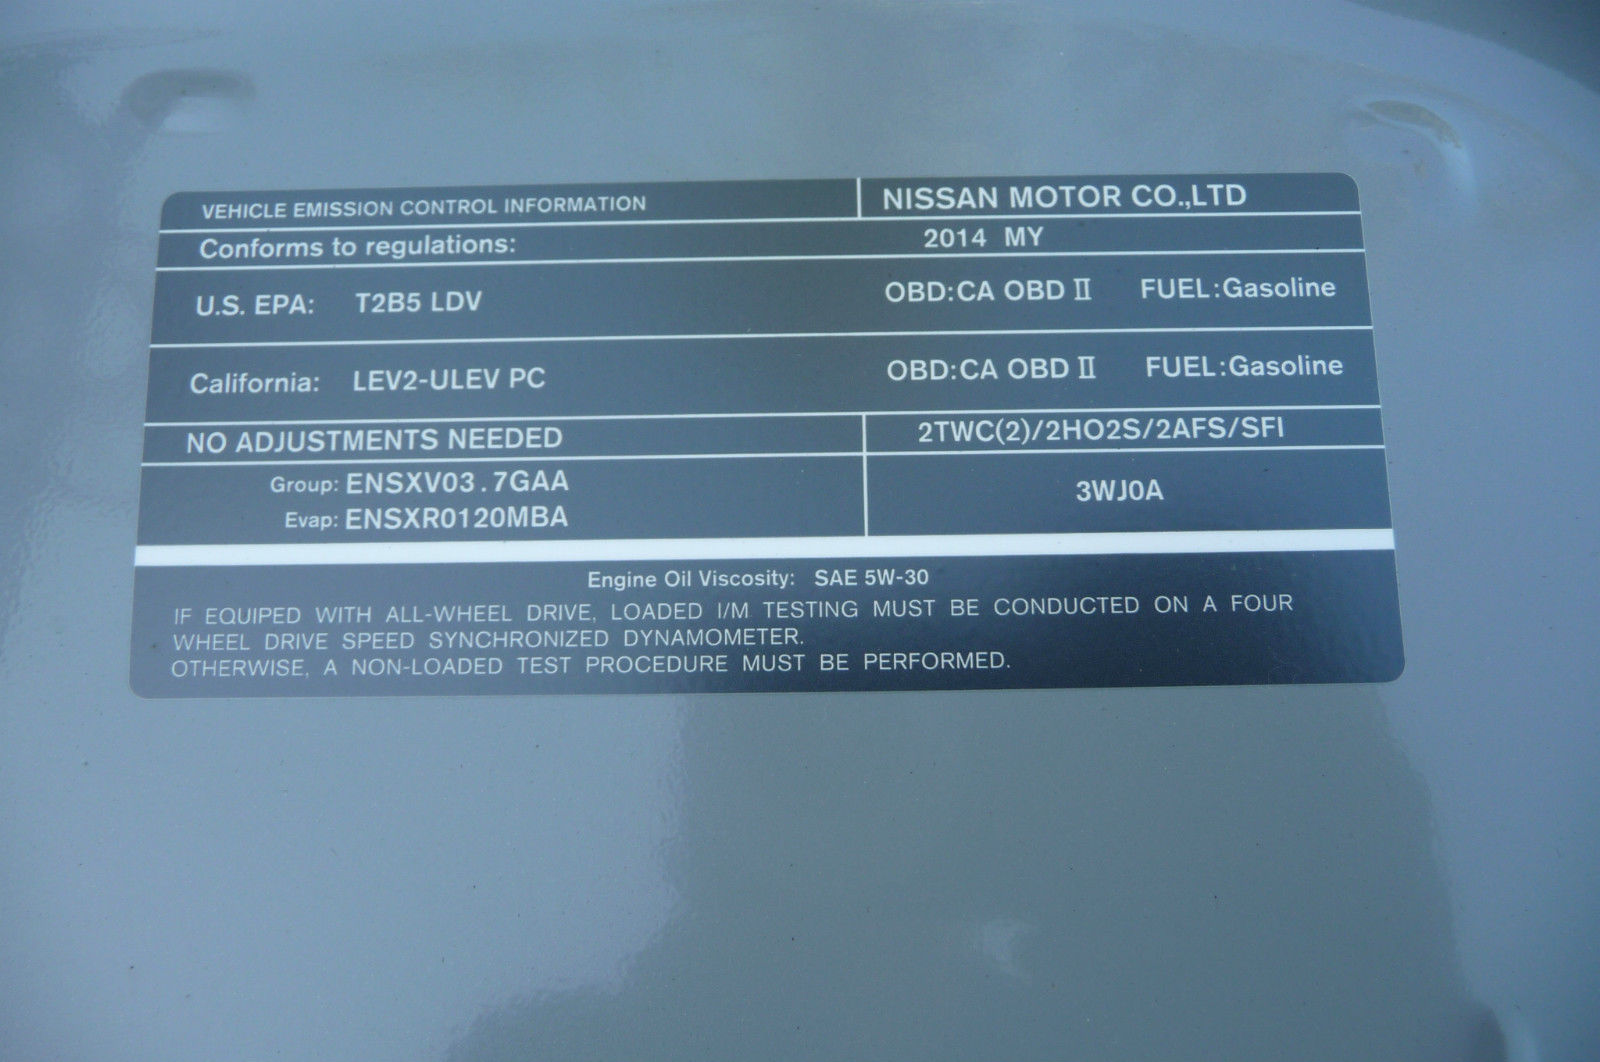 VEHICLE EMISSION CONTROL INFORMATION NISSAN MOTOR CO.,LTD
Conforms to regulations: 2014 MY
U.S. EPA: T2B5 LDV OBD:CA OBD II FUEL:Gasoline
California: LEV2-ULEV PC OBD:CA OBD II FUEL:Gasoline
NO ADJUSTMENTS NEEDED 2TWC(2)/2HO2S/2AFS/SFI
Group: ENSXV03.7GAA
3WJ0A
Evap: ENSXR0120MBA
Engine Oil Viscosity: SAE 5W-30
IF EQUIPED WITH ALL-WHEEL DRIVE, LOADED I/M TESTING MUST BE CONDUCTED ON A FOUR
WHEEL DRIVE SPEED SYNCHRONIZED DYNAMOMETER.
OTHERWISE, A NON-LOADED TEST PROCEDURE MUST BE PERFORMED.